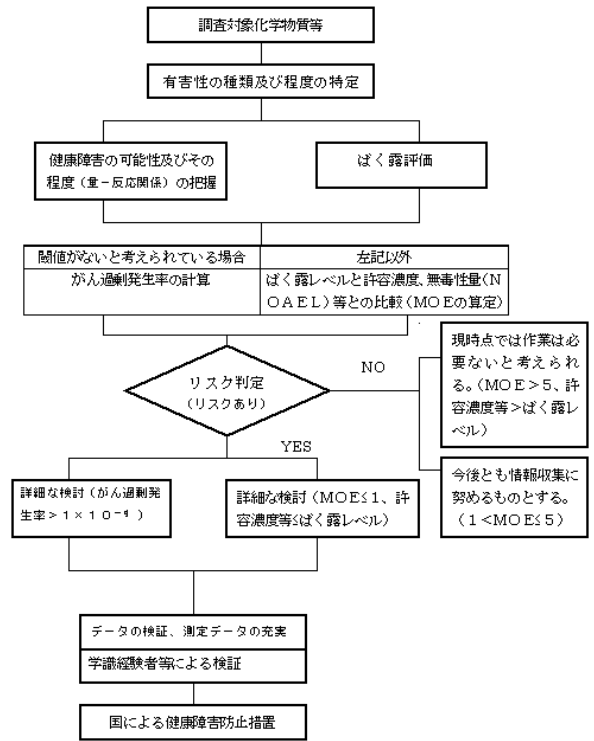 調査対象化学物質等
有害性の種類及び程度の特定
健康障害の可能性及びその
程度（量－反応関係）の把握
ばく露評価
閾値がないと考えられている場合
左記以外
がん過剰発生率の計算
ばく露レベルと許容濃度、無毒性量（N
OAEL）等との比較（MOEの算定）
リスク判定
（リスクあり）
NO
現時点では作業は必
要ないと考えられ
る。（MOE＞5、許
容濃度等＞ばく露レ
ベル）
YES
今後とも情報収集に
努めるものとする。
（1＜MOE≦5）
詳細な検討（がん過剰発
生率＞1×10⁻⁴）
詳細な検討（MOE≦1、許
容濃度等≦ばく露レベル）
データの検証、測定データの充実
学識経験者等による検証
国による健康障害防止措置